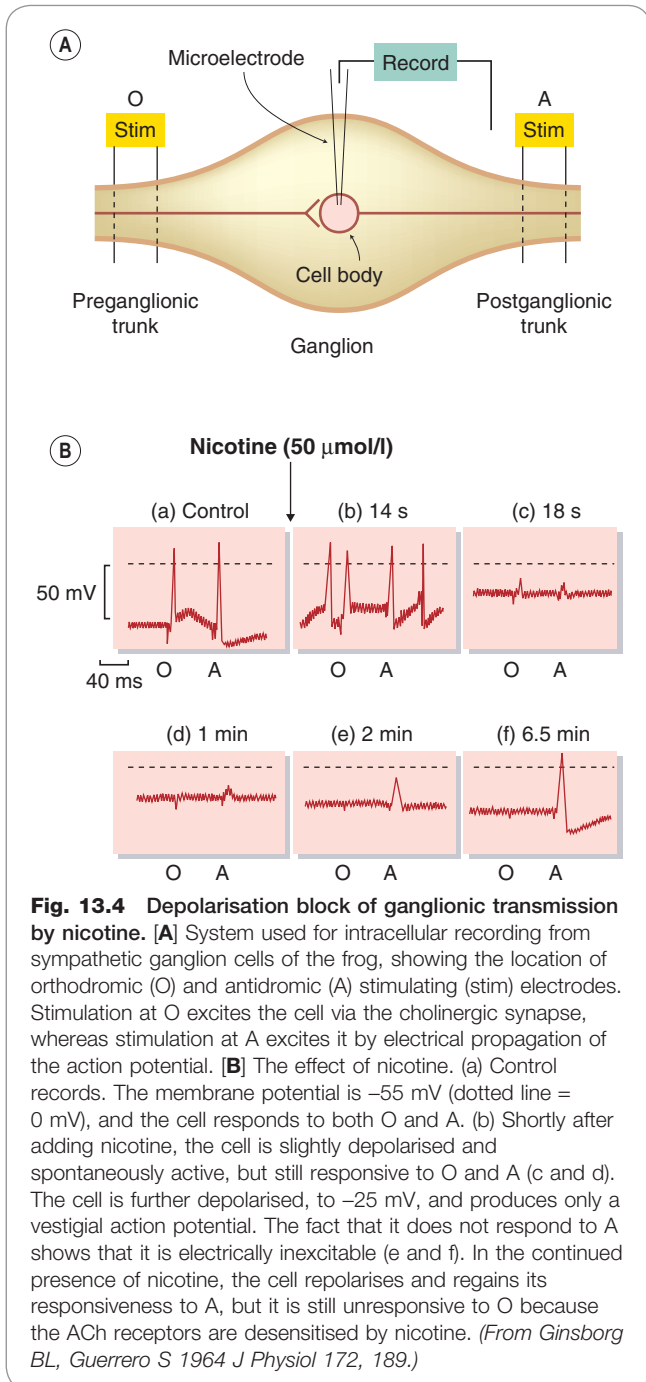 A
Microelectrode
Record
O
A
Stim
Stim
Cell body
Preganglionic
trunk
Postganglionic
trunk
Ganglion
B
Nicotine (50 μmol/l)
(a) Control
(b) 14 s
(c) 18 s
50 mV
40 ms
O A
O A
O A
(d) 1 min
(e) 2 min
(f) 6.5 min
O A
O A
O A
Fig. 13.4 Depolarisation block of ganglionic transmission
by nicotine. [A] System used for intracellular recording from
sympathetic ganglion cells of the frog, showing the location of
orthodromic (O) and antidromic (A) stimulating (stim) electrodes.
Stimulation at O excites the cell via the cholinergic synapse,
whereas stimulation at A excites it by electrical propagation of
the action potential. [B] The effect of nicotine. (a) Control
records. The membrane potential is –55 mV (dotted line =
0 mV), and the cell responds to both O and A. (b) Shortly after
adding nicotine, the cell is slightly depolarised and
spontaneously active, but still responsive to O and A (c and d).
The cell is further depolarised, to –25 mV, and produces only a
vestigial action potential. The fact that it does not respond to A
shows that it is electrically inexcitable (e and f). In the continued
presence of nicotine, the cell repolarises and regains its
responsiveness to A, but it is still unresponsive to O because
the ACh receptors are desensitised by nicotine. (From Ginsborg
BL, Guerrero S 1964 J Physiol 172, 189.)